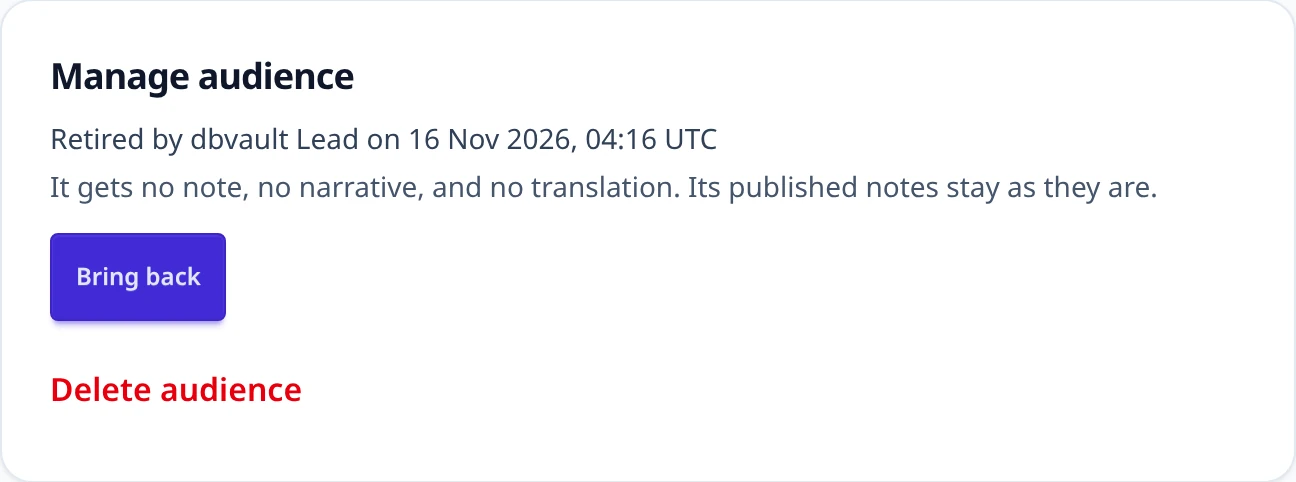 Manage audience
Retired by dbvault Lead on 16 Nov 2026, 04:16 UTC
It gets no note, no narrative, and no translation. Its published notes stay as they are.
Bring back
Delete audience